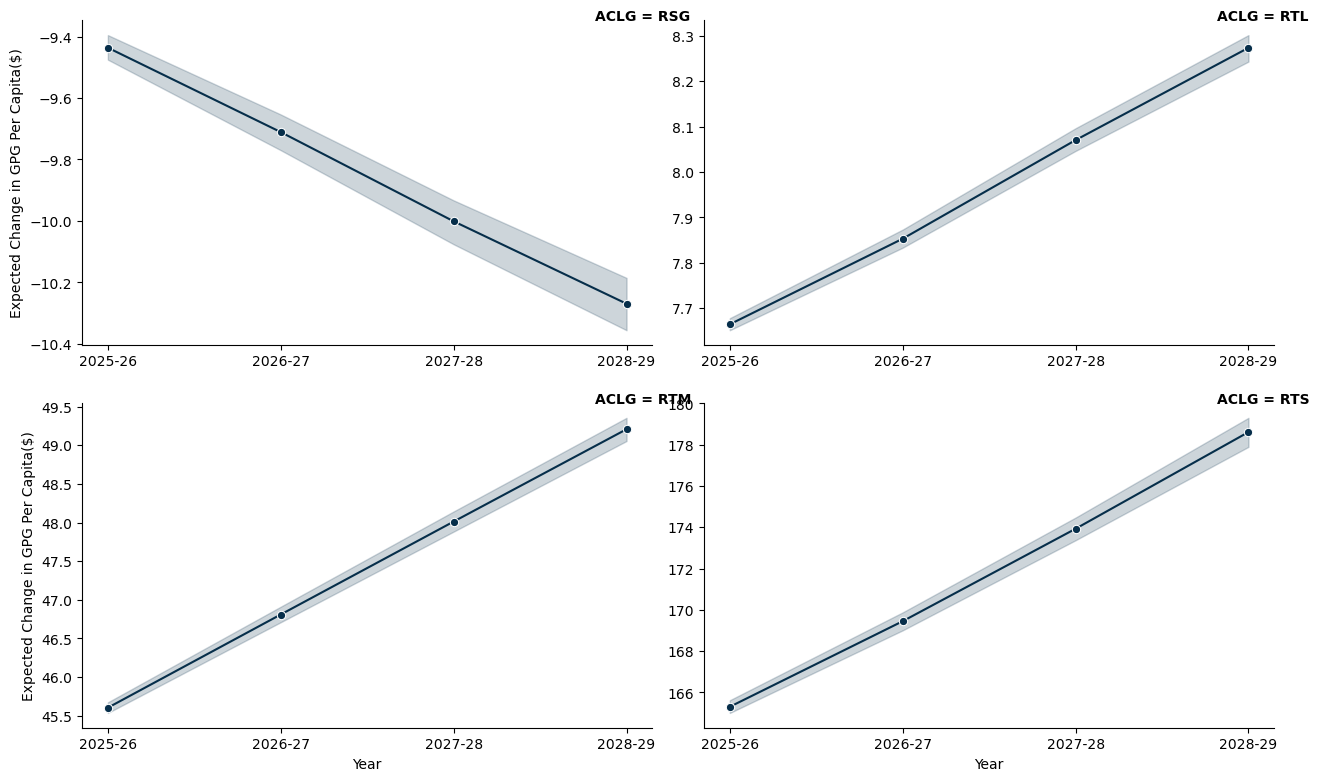 ACLG = RSG
Expected Change in GPG Per Capita($)
−9.4
−9.6
−9.8
−10.0
−10.2
−10.4
2025-26 2026-27 2027-28 2028-29
ACLG = RTL
8.3
8.2
8.1
8.0
7.9
7.8
7.7
2025-26 2026-27 2027-28 2028-29
ACLG = RTM
Expected Change in GPG Per Capita($)
49.5
49.0
48.5
48.0
47.5
47.0
46.5
46.0
45.5
2025-26 2026-27 2027-28 2028-29
Year
ACLG = RTS
180
178
176
174
172
170
168
166
2025-26 2026-27 2027-28 2028-29
Year